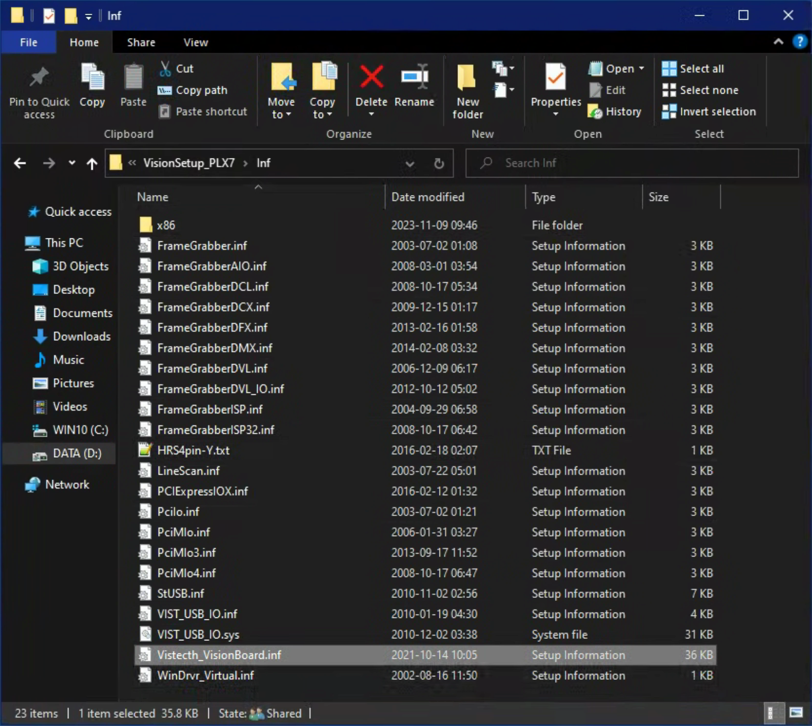 Inf
File Home Share View
Pin to Quick access
Copy
Paste
Cut
Copy path
Paste shortcut
Clipboard
Move to
Copy to
Delete
Rename
Organize
New folder
New
Properties
Open
Edit
History
Open
Select all
Select none
Invert selection
Select
« VisionSetup_PLX7 › Inf
Search Inf
Quick access
This PC
3D Objects
Desktop
Documents
Downloads
Music
Pictures
Videos
WIN10 (C:)
DATA (D:)
Network
Name Date modified Type Size
x86 2023-11-09 09:46 File folder
FrameGrabber.inf 2003-07-02 01:08 Setup Information 3 KB
FrameGrabberAIO.inf 2008-03-01 03:54 Setup Information 3 KB
FrameGrabberDCL.inf 2008-10-17 05:34 Setup Information 3 KB
FrameGrabberDCX.inf 2009-12-15 01:17 Setup Information 3 KB
FrameGrabberDFX.inf 2013-02-16 01:58 Setup Information 3 KB
FrameGrabberDMX.inf 2014-02-08 03:32 Setup Information 3 KB
FrameGrabberDVL.inf 2006-12-09 06:17 Setup Information 3 KB
FrameGrabberDVL_IO.inf 2012-10-12 05:02 Setup Information 3 KB
FrameGrabberISP.inf 2004-09-29 06:58 Setup Information 3 KB
FrameGrabberISP32.inf 2008-10-17 06:42 Setup Information 3 KB
HRS4pin-Y.txt 2016-02-18 02:07 TXT File 1 KB
LineScan.inf 2003-07-22 05:01 Setup Information 3 KB
PCIExpressIOX.inf 2016-02-12 01:32 Setup Information 3 KB
PciIo.inf 2003-07-02 01:21 Setup Information 3 KB
PciMIo.inf 2006-01-31 03:27 Setup Information 3 KB
PciMIo3.inf 2013-09-17 11:52 Setup Information 3 KB
PciMIo4.inf 2008-10-17 06:47 Setup Information 3 KB
StUSB.inf 2010-11-02 02:56 Setup Information 7 KB
VIST_USB_IO.inf 2010-01-19 04:30 Setup Information 4 KB
VIST_USB_IO.sys 2010-12-02 03:38 System file 31 KB
Vistecth_VisionBoard.inf 2021-10-14 10:05 Setup Information 36 KB
WinDrvr_Virtual.inf 2002-08-16 11:50 Setup Information 1 KB
23 items 1 item selected 35.8 KB State: Shared